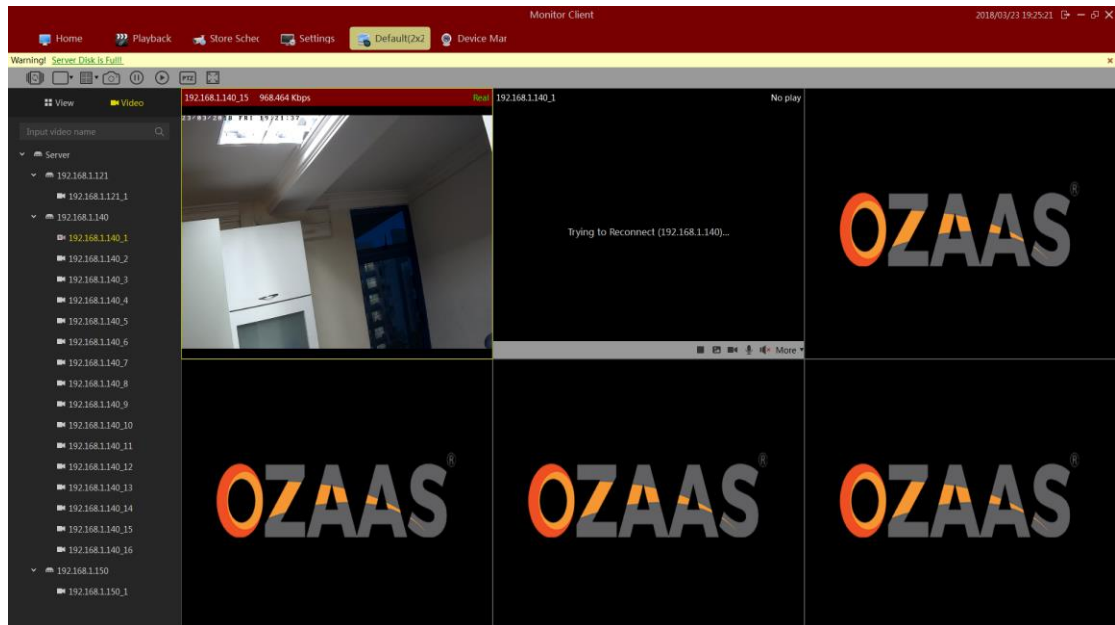 Monitor Client
2018/03/23 19:25:21
Home Playback Store Schec Settings Default(2x2 Device Mar
Warning! Server Disk is Full!
PTZ
View Video
Input video name
Server
192.168.1.121
192.168.1.121_1
192.168.1.140
192.168.1.140_1
192.168.1.140_2
192.168.1.140_3
192.168.1.140_4
192.168.1.140_5
192.168.1.140_6
192.168.1.140_7
192.168.1.140_8
192.168.1.140_9
192.168.1.140_10
192.168.1.140_11
192.168.1.140_12
192.168.1.140_13
192.168.1.140_14
192.168.1.140_15
192.168.1.140_16
192.168.1.150
192.168.1.150_1
192.168.1.140_15 968.464 Kbps Real
23/03/2018 FRI 19:21:37
192.168.1.140_1 No play
Trying to Reconnect (192.168.1.140)...
More
OZAAS®
OZAAS®
OZAAS®
OZAAS®